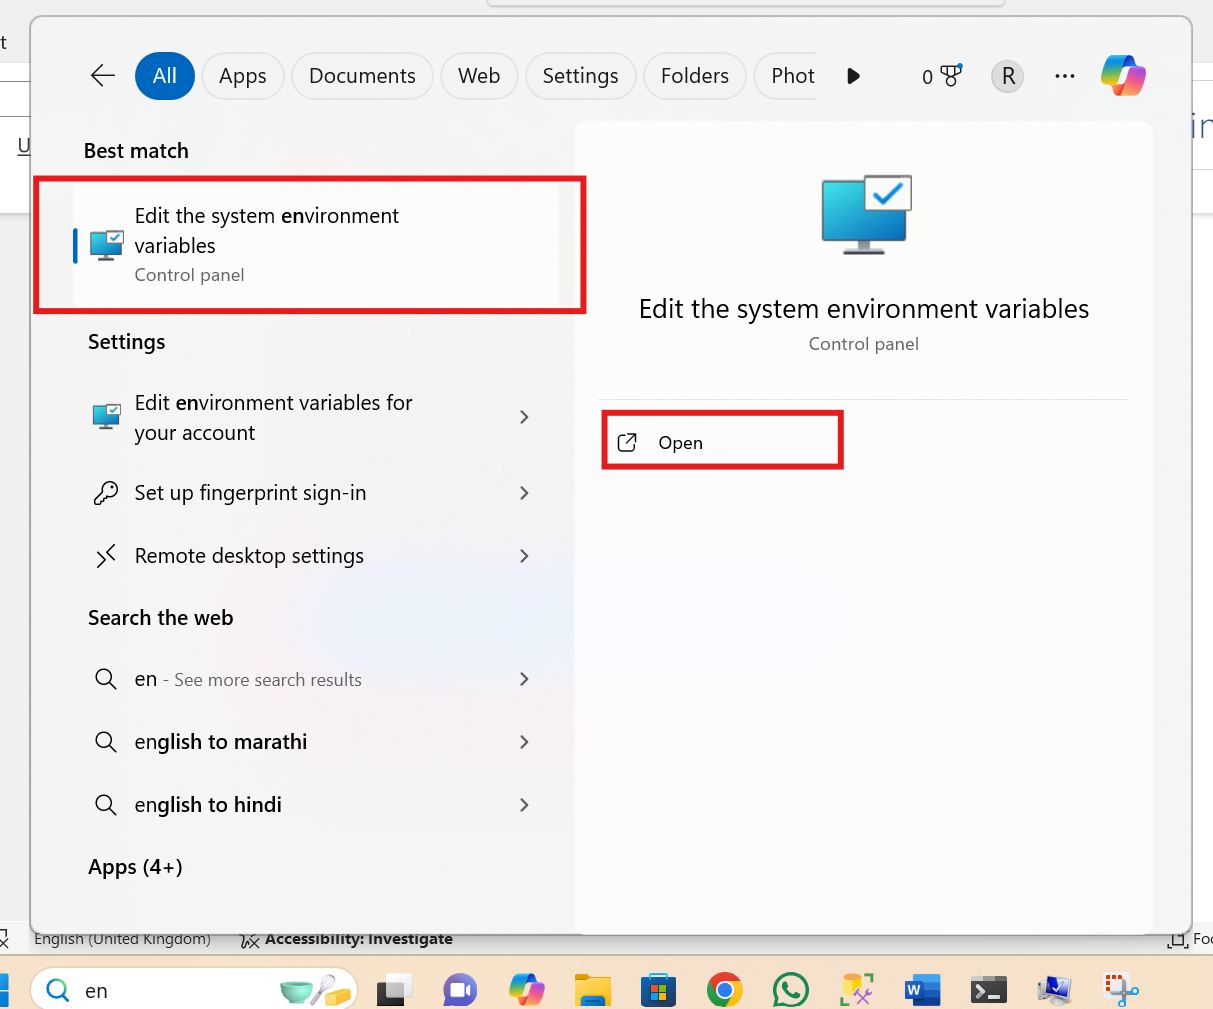 t
U
in
All
Apps
Documents
Web
Settings
Folders
Phot
0
R
Best match
Edit the system environment
variables
Control panel
Settings
Edit environment variables for
your account
Set up fingerprint sign-in
Remote desktop settings
Search the web
en - See more search results
english to marathi
english to hindi
Apps (4+)
Edit the system environment variables
Control panel
Open
English (United Kingdom)
Accessibility: Investigate
Foc
en
W